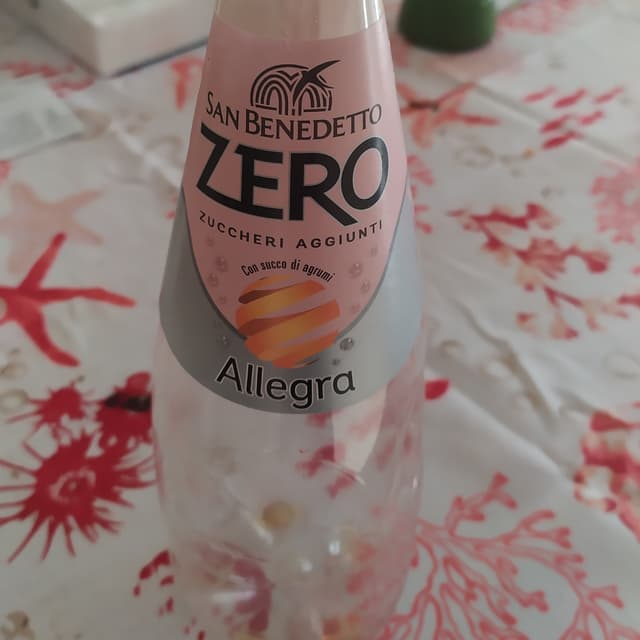 SAN BENEDETTO
ZERO
ZUCCHERI AGGIUNTI
Con succo di agrumi
Allegra